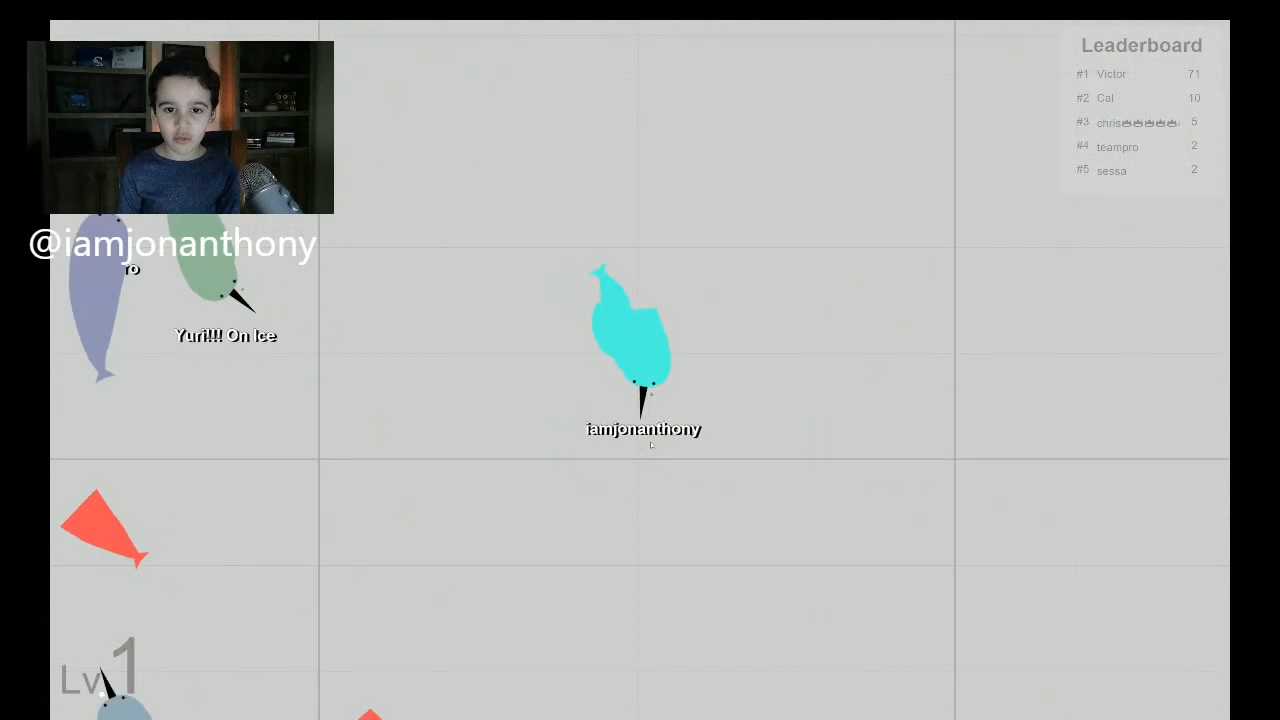 Leaderboard
#1 Victor 71
#2 Cal 10
#3 chris 5
#4 teampro 2
#5 sessa 2
@iamjonanthony
ro
Yuri!!! On Ice
iamjonanthony
Lv.1